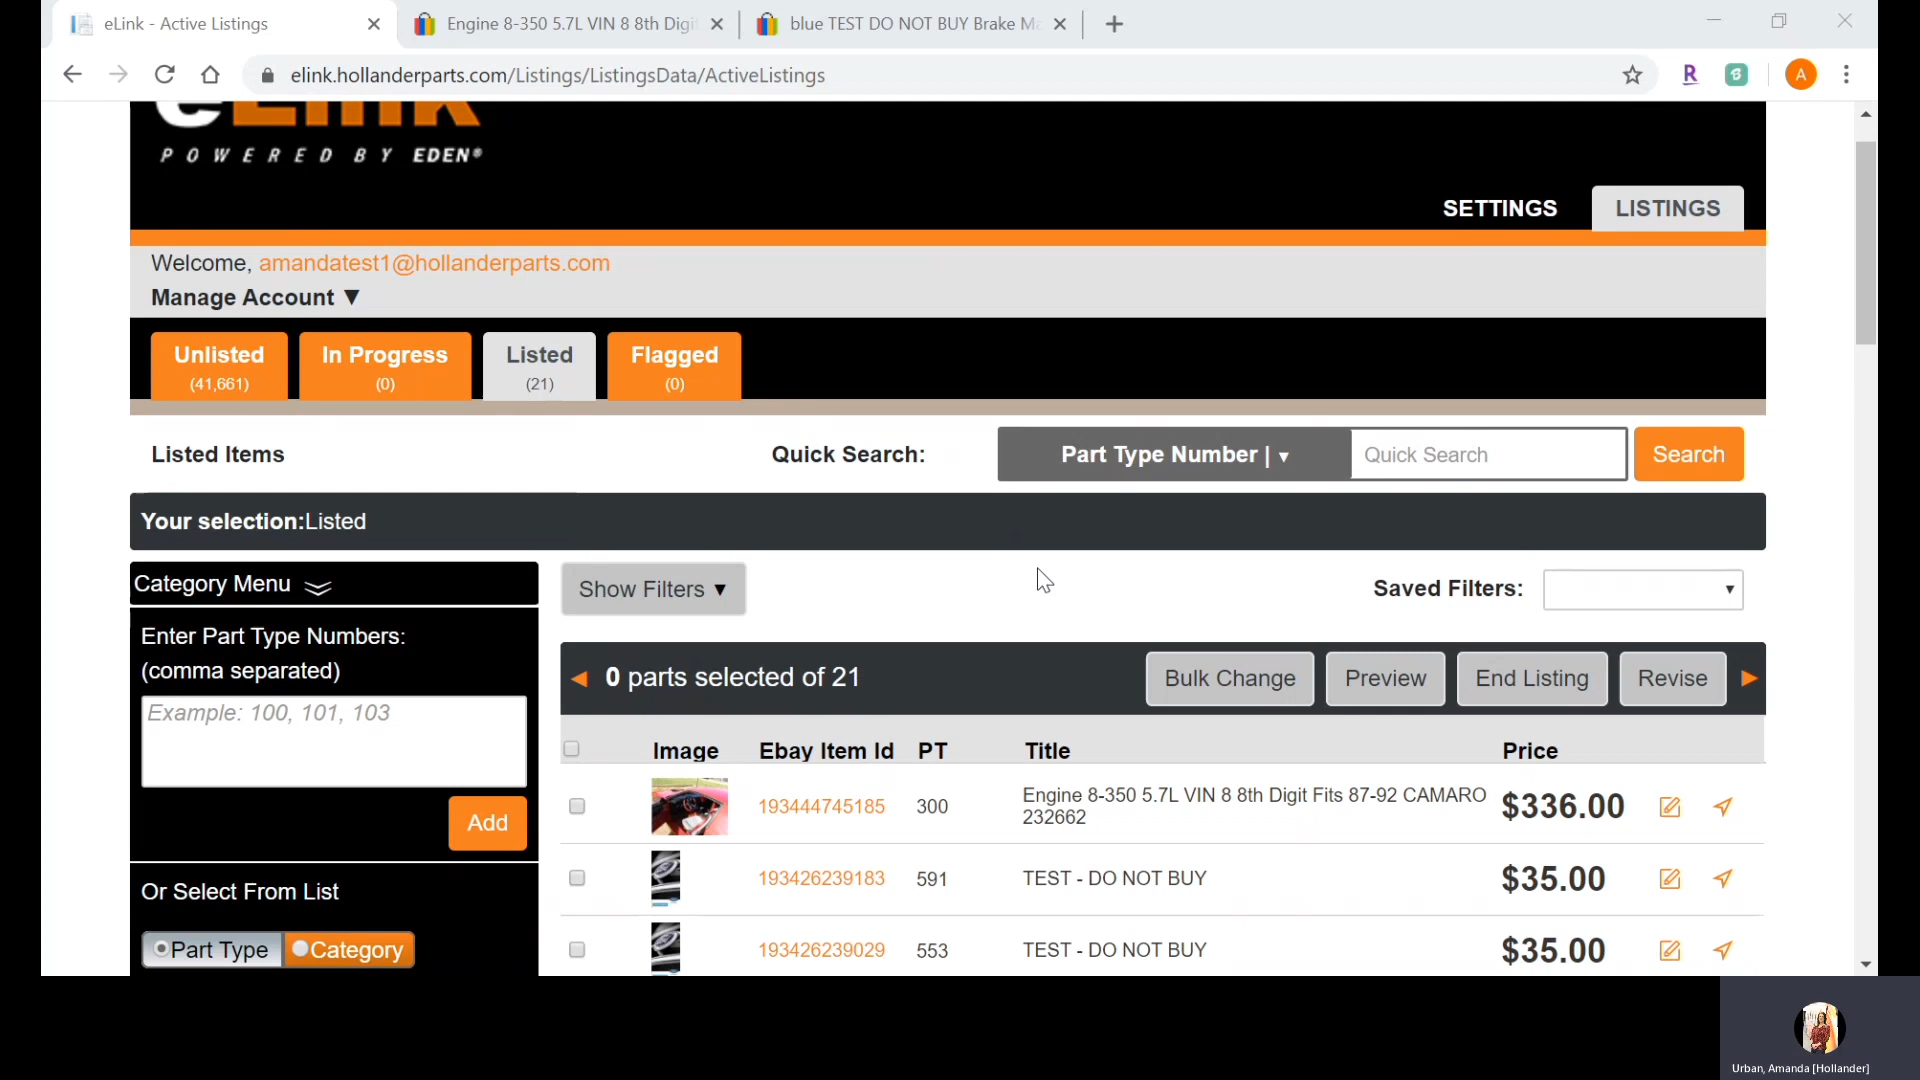 eLink - Active Listings
Engine 8-350 5.7L VIN 8 8th Digi
blue TEST DO NOT BUY Brake Ma
elink.hollanderparts.com/Listings/ListingsData/ActiveListings
R
A
eLink
POWERED BY EDEN®
SETTINGS
LISTINGS
Welcome, amandatest1@hollanderparts.com
Manage Account ▼
Unlisted
(41,661)
In Progress
(0)
Listed
(21)
Flagged
(0)
Listed Items
Quick Search:
Part Type Number | ▼
Quick Search
Search
Your selection:Listed
Category Menu
Show Filters ▼
Saved Filters:
Enter Part Type Numbers:
(comma separated)
Example: 100, 101, 103
Add
Or Select From List
Part Type
Category
0 parts selected of 21
Bulk Change
Preview
End Listing
Revise
Image Ebay Item Id PT Title Price
193444745185 300 Engine 8-350 5.7L VIN 8 8th Digit Fits 87-92 CAMARO $336.00
232662
193426239183 591 TEST - DO NOT BUY $35.00
193426239029 553 TEST - DO NOT BUY $35.00
Urban, Amanda [Hollander]